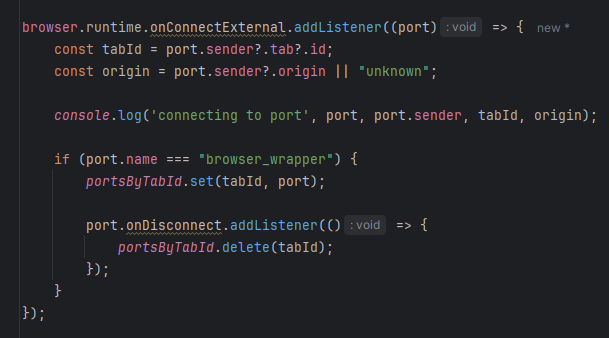 browser.runtime.onConnectExternal.addListener((port) : void => { new *
const tabId = port.sender?.tab?.id;
const origin = port.sender?.origin || "unknown";
console.log('connecting to port', port, port.sender, tabId, origin);
if (port.name === "browser_wrapper") {
portsByTabId.set(tabId, port);
port.onDisconnect.addListener(() : void => {
portsByTabId.delete(tabId);
});
}
});